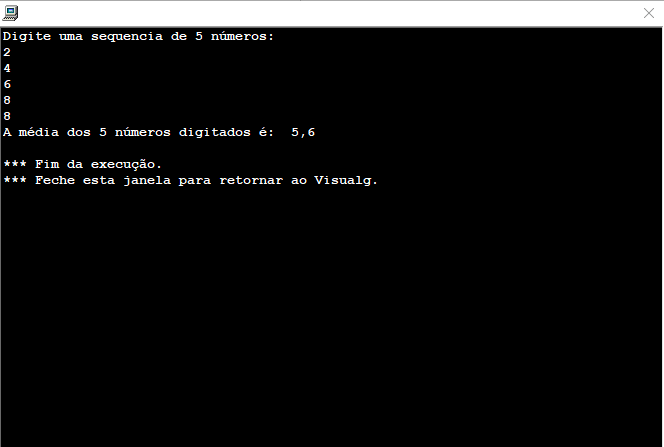 Digite uma sequencia de 5 números:
2
4
6
8
8
A média dos 5 números digitados é:  5,6
*** Fim da execução.
*** Feche esta janela para retornar ao Visualg.